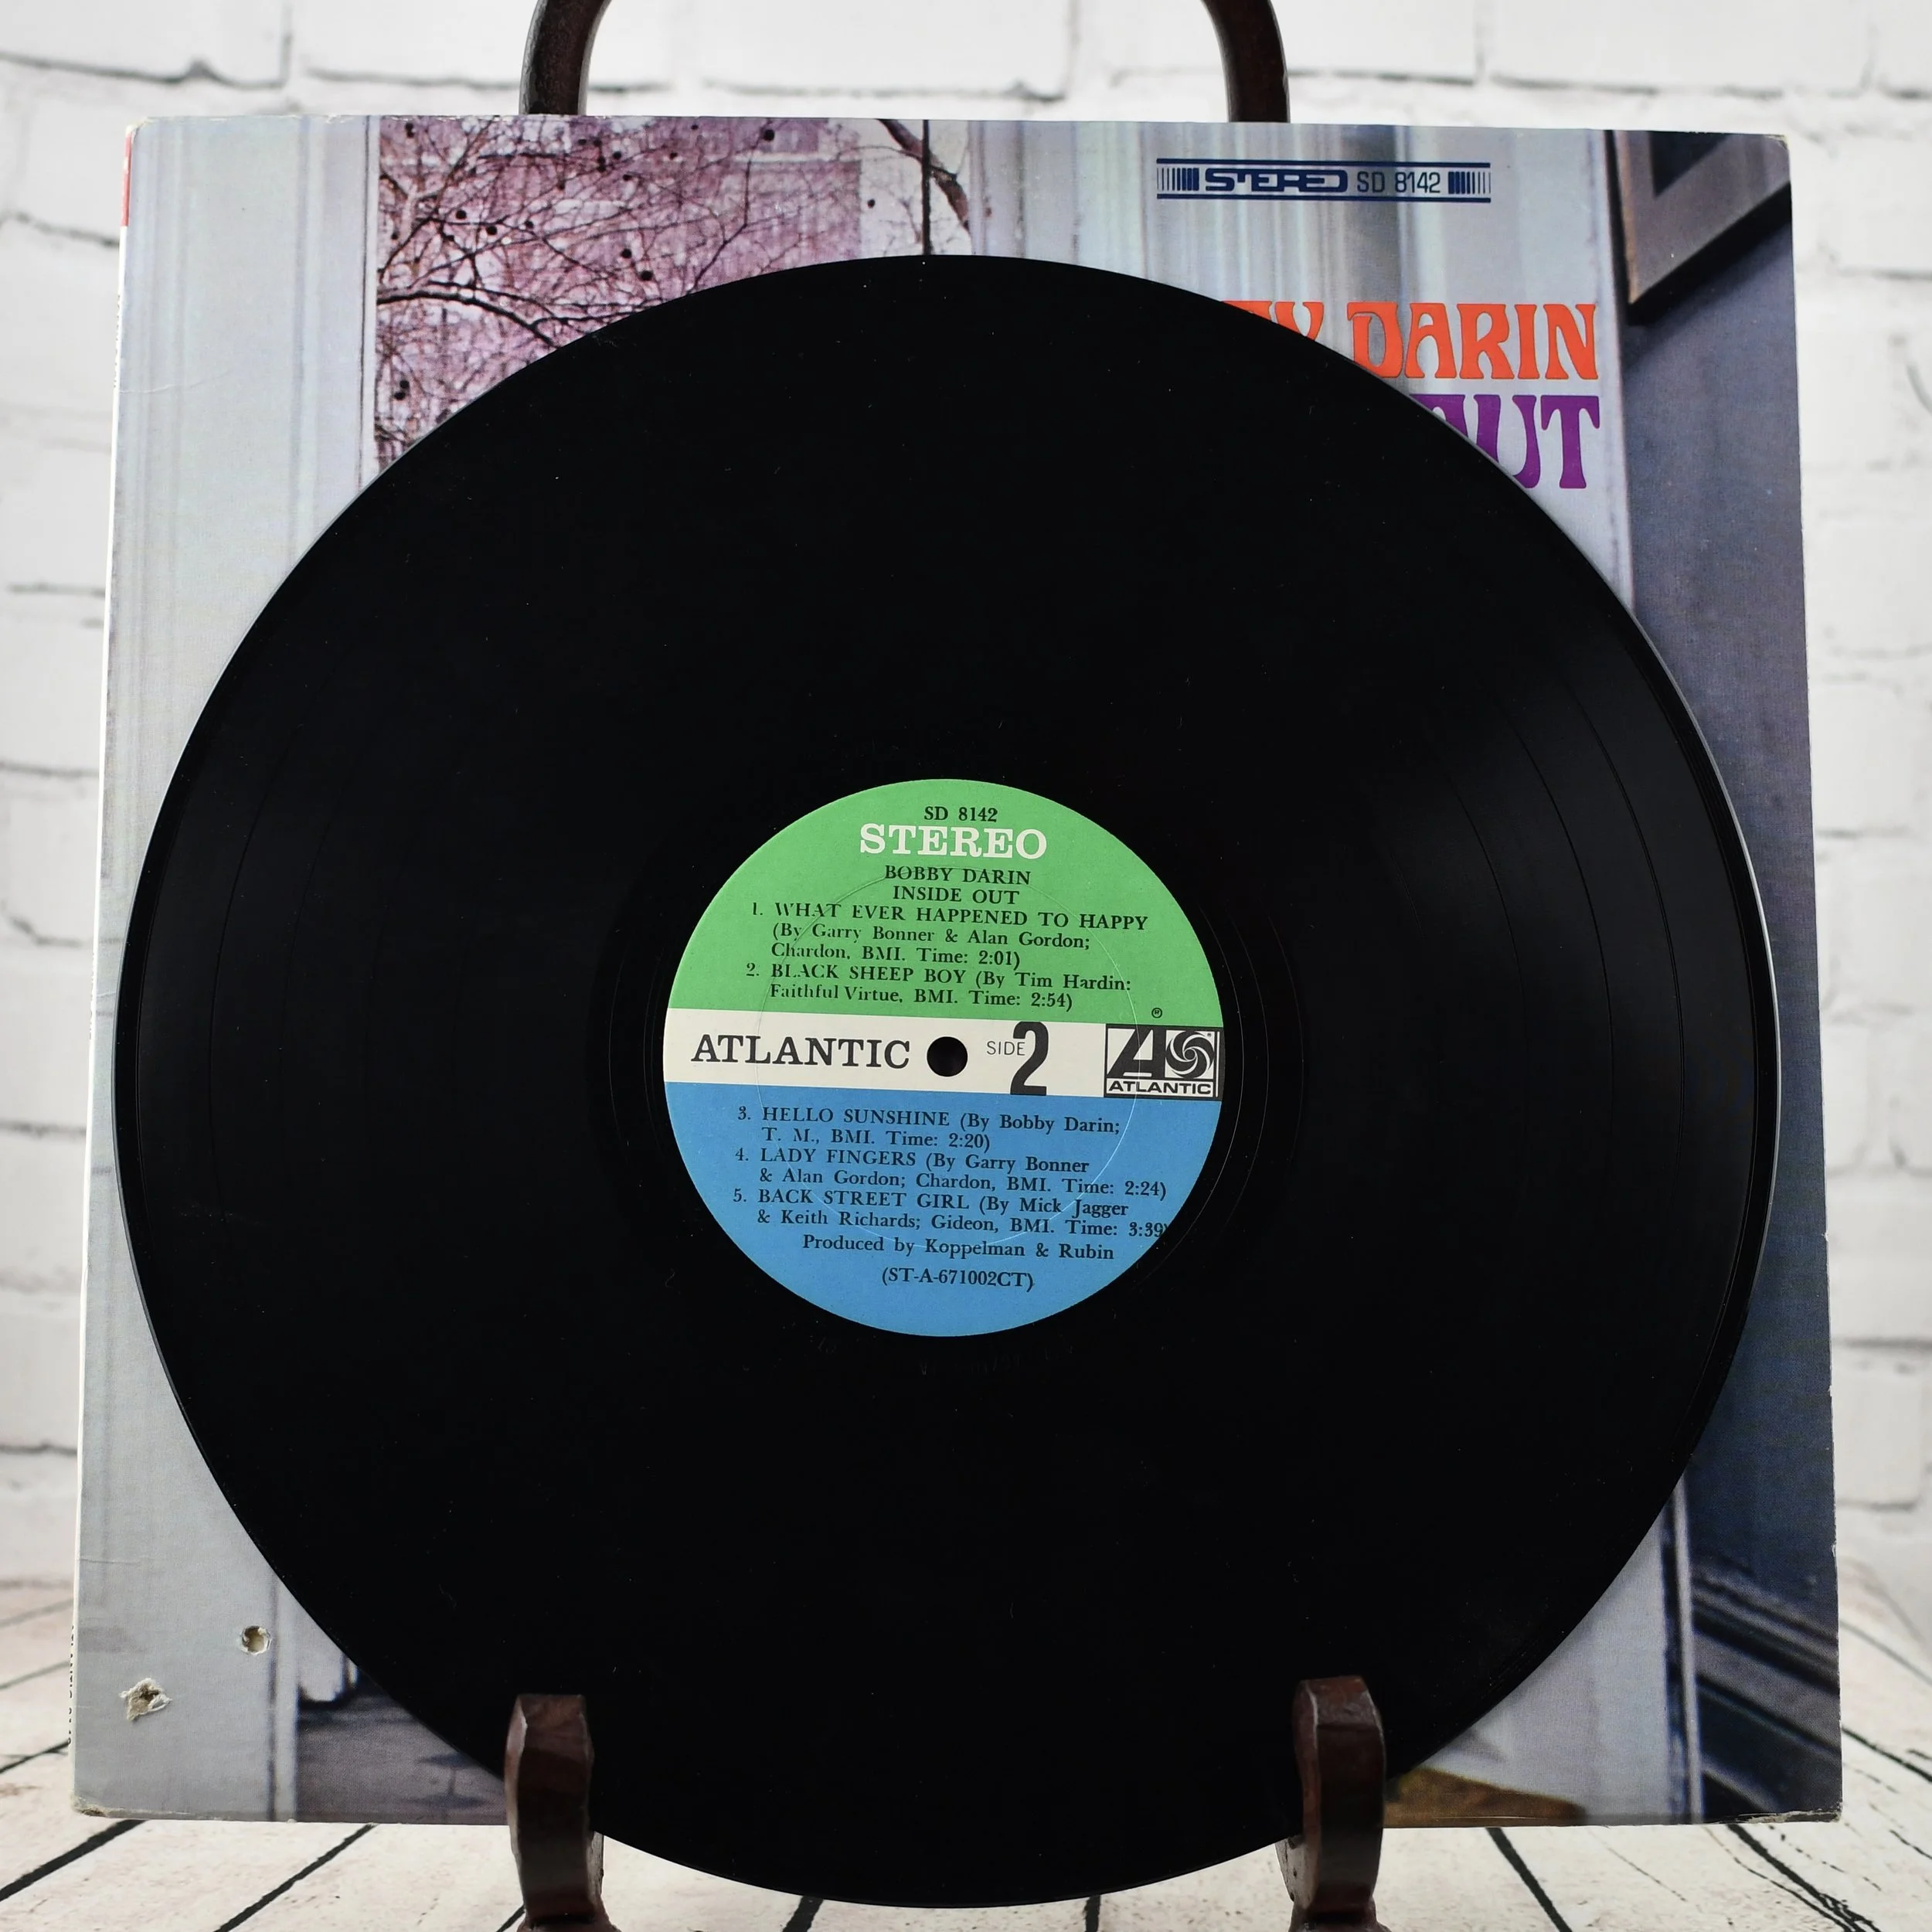 STEREO SD 8142
DARIN
OUT
SD 8142
STEREO
BOBBY DARIN
INSIDE OUT
1. WHAT EVER HAPPENED TO HAPPY
(By Garry Bonner & Alan Gordon;
Chardon, BMI. Time: 2:01)
2. BLACK SHEEP BOY (By Tim Hardin:
Faithful Virtue, BMI. Time: 2:54)
®
ATLANTIC SIDE 2
ATLANTIC
3. HELLO SUNSHINE (By Bobby Darin;
T. M., BMI. Time: 2:20)
4. LADY FINGERS (By Garry Bonner
& Alan Gordon; Chardon, BMI. Time: 2:24)
5. BACK STREET GIRL (By Mick Jagger
& Keith Richards; Gideon, BMI. Time: 3:39)
Produced by Koppelman & Rubin
(ST-A-671002CT)